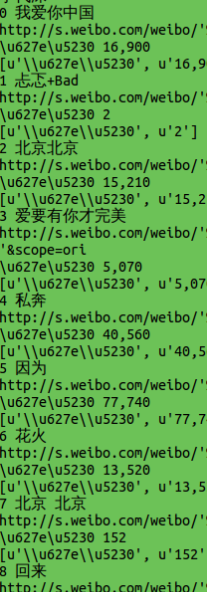 0 我爱你中国
http://s.weibo.com/weibo/'
\u627e\u5230 16,900
[u'\\u627e\\u5230', u'16,9
1 忐忑+Bad
http://s.weibo.com/weibo/'
\u627e\u5230 2
[u'\\u627e\\u5230', u'2']
2 北京北京
http://s.weibo.com/weibo/'
\u627e\u5230 15,210
[u'\\u627e\\u5230', u'15,2
3 爱要有你才完美
http://s.weibo.com/weibo/'
'&scope=ori
\u627e\u5230 5,070
[u'\\u627e\\u5230', u'5,07
4 私奔
http://s.weibo.com/weibo/'
\u627e\u5230 40,560
[u'\\u627e\\u5230', u'40,5
5 因为
http://s.weibo.com/weibo/'
\u627e\u5230 77,740
[u'\\u627e\\u5230', u'77,7
6 花火
http://s.weibo.com/weibo/'
\u627e\u5230 13,520
[u'\\u627e\\u5230', u'13,5
7 北京 北京
http://s.weibo.com/weibo/'
\u627e\u5230 152
[u'\\u627e\\u5230', u'152'
8 回来
http://s.weibo.com/weibo/'